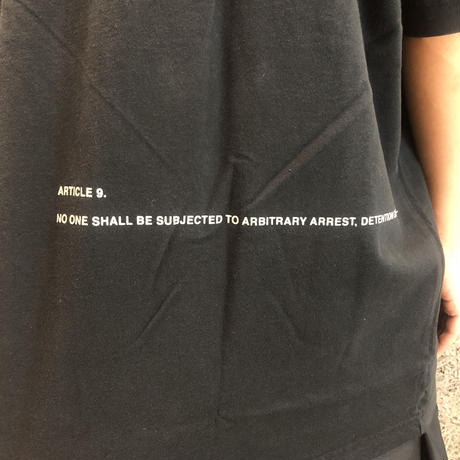 ARTICLE 9.
NO ONE SHALL BE SUBJECTED TO ARBITRARY ARREST, DETENTION